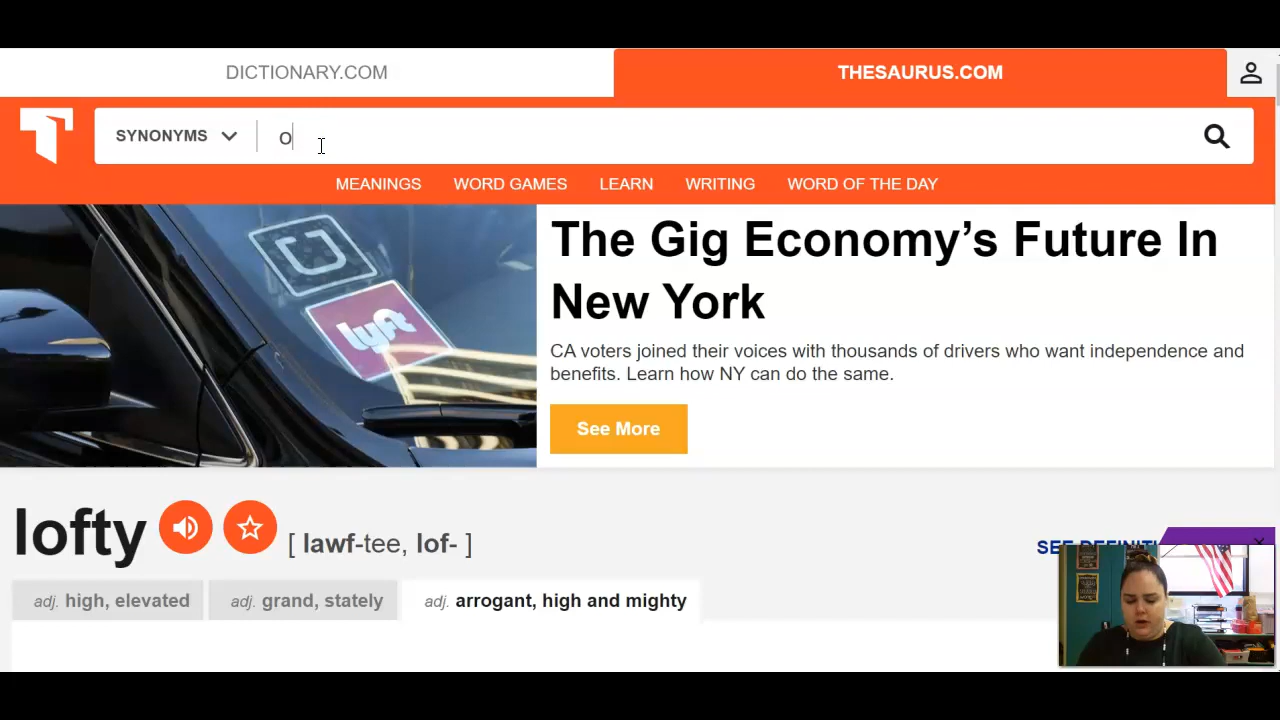 DICTIONARY.COM
THESAURUS.COM
SYNONYMS
O
MEANINGS WORD GAMES LEARN WRITING WORD OF THE DAY
lyft
The Gig Economy’s Future In
New York
CA voters joined their voices with thousands of drivers who want independence and
benefits. Learn how NY can do the same.
See More
lofty [ lawf-tee, lof- ]
SEE
adj. high, elevated
adj. grand, stately
adj. arrogant, high and mighty